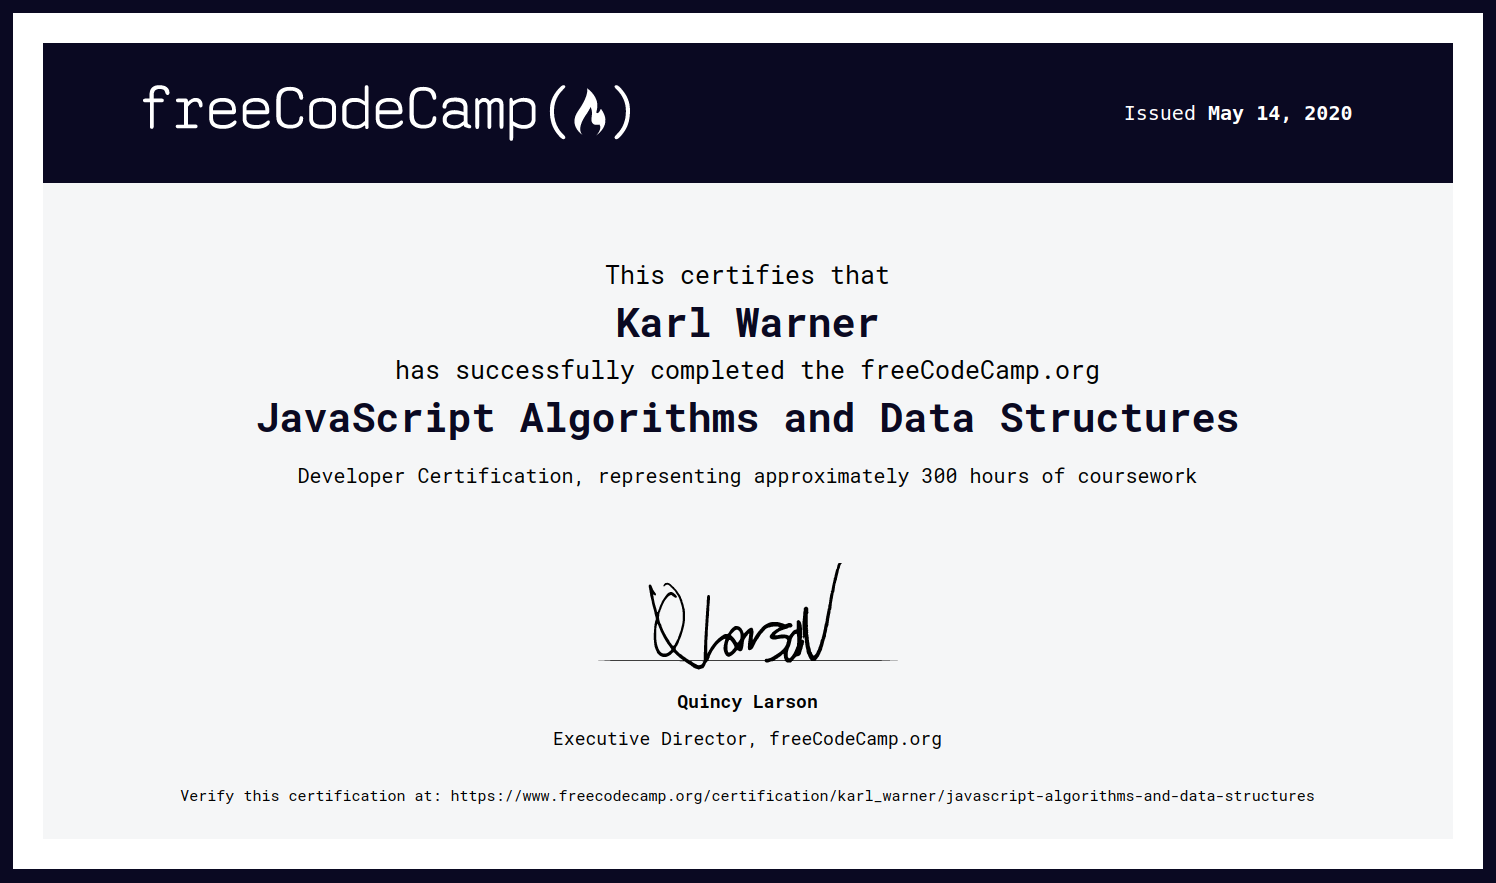 freeCodeCamp(🔥)
Issued May 14, 2020
This certifies that
Karl Warner
has successfully completed the freeCodeCamp.org
JavaScript Algorithms and Data Structures
Developer Certification, representing approximately 300 hours of coursework
Q Larson
Quincy Larson
Executive Director, freeCodeCamp.org
Verify this certification at: https://www.freecodecamp.org/certification/karl_warner/javascript-algorithms-and-data-structures